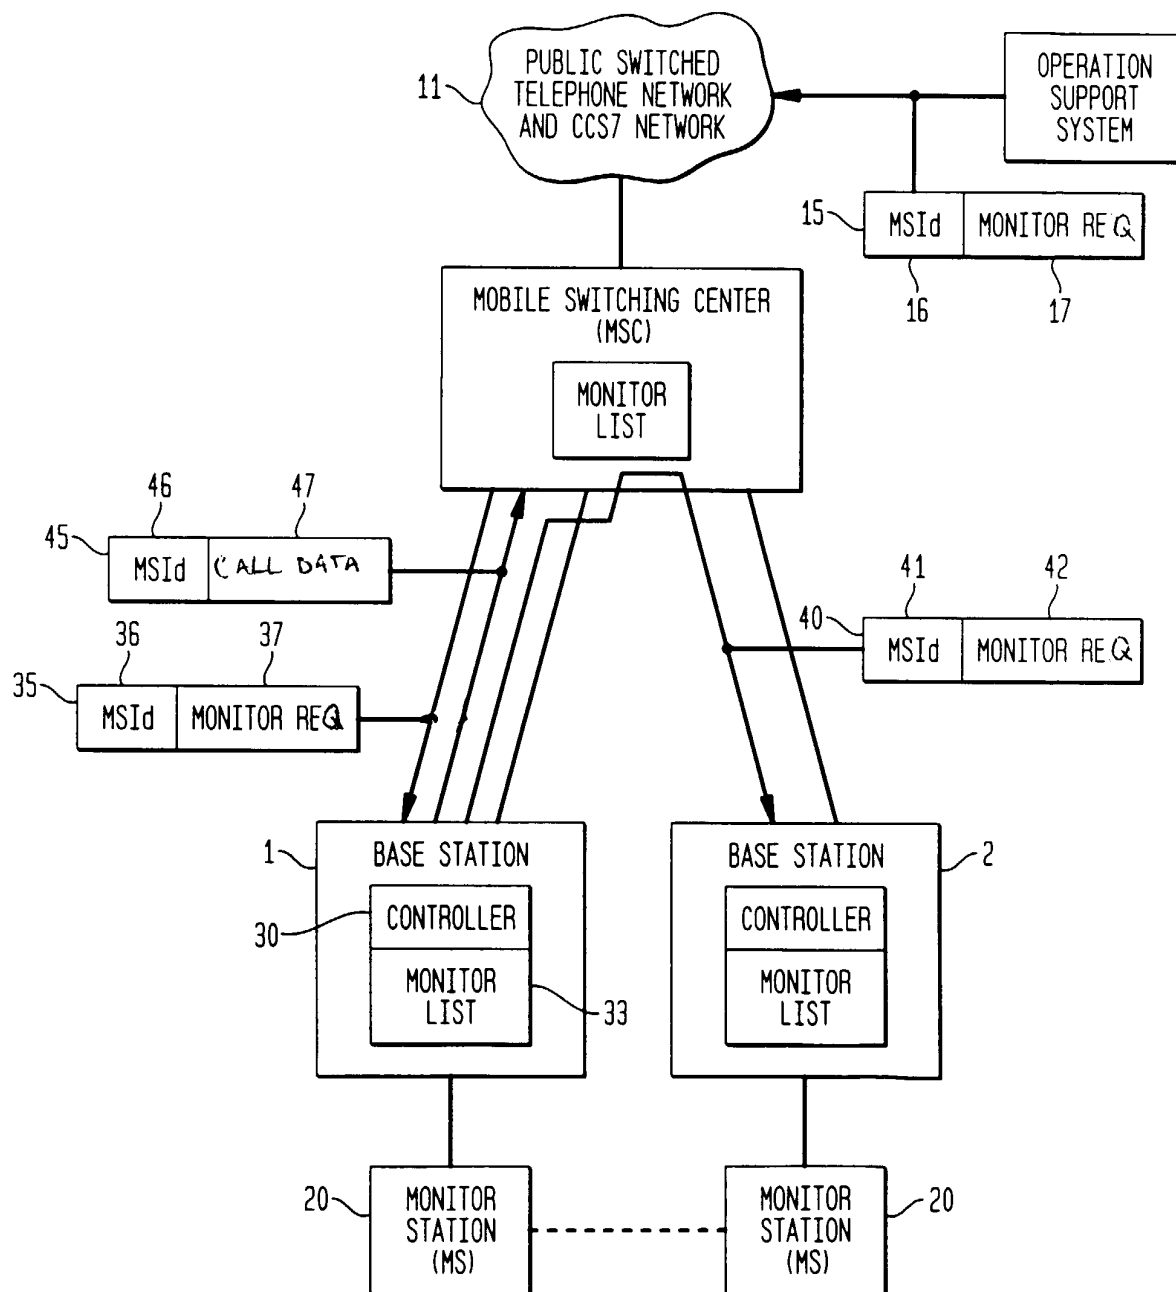 PUBLIC SWITCHED
TELEPHONE NETWORK
AND CCS7 NETWORK
11
OPERATION
SUPPORT
SYSTEM
15
MSId
MONITOR REQ
16
17
MOBILE SWITCHING CENTER
(MSC)
MONITOR
LIST
46
47
45
MSId
CALL DATA
36
37
35
MSId
MONITOR REQ
41
42
40
MSId
MONITOR REQ
1
BASE STATION
30
CONTROLLER
MONITOR
LIST
33
BASE STATION
2
CONTROLLER
MONITOR
LIST
20
MONITOR
STATION
(MS)
MONITOR
STATION
(MS)
20